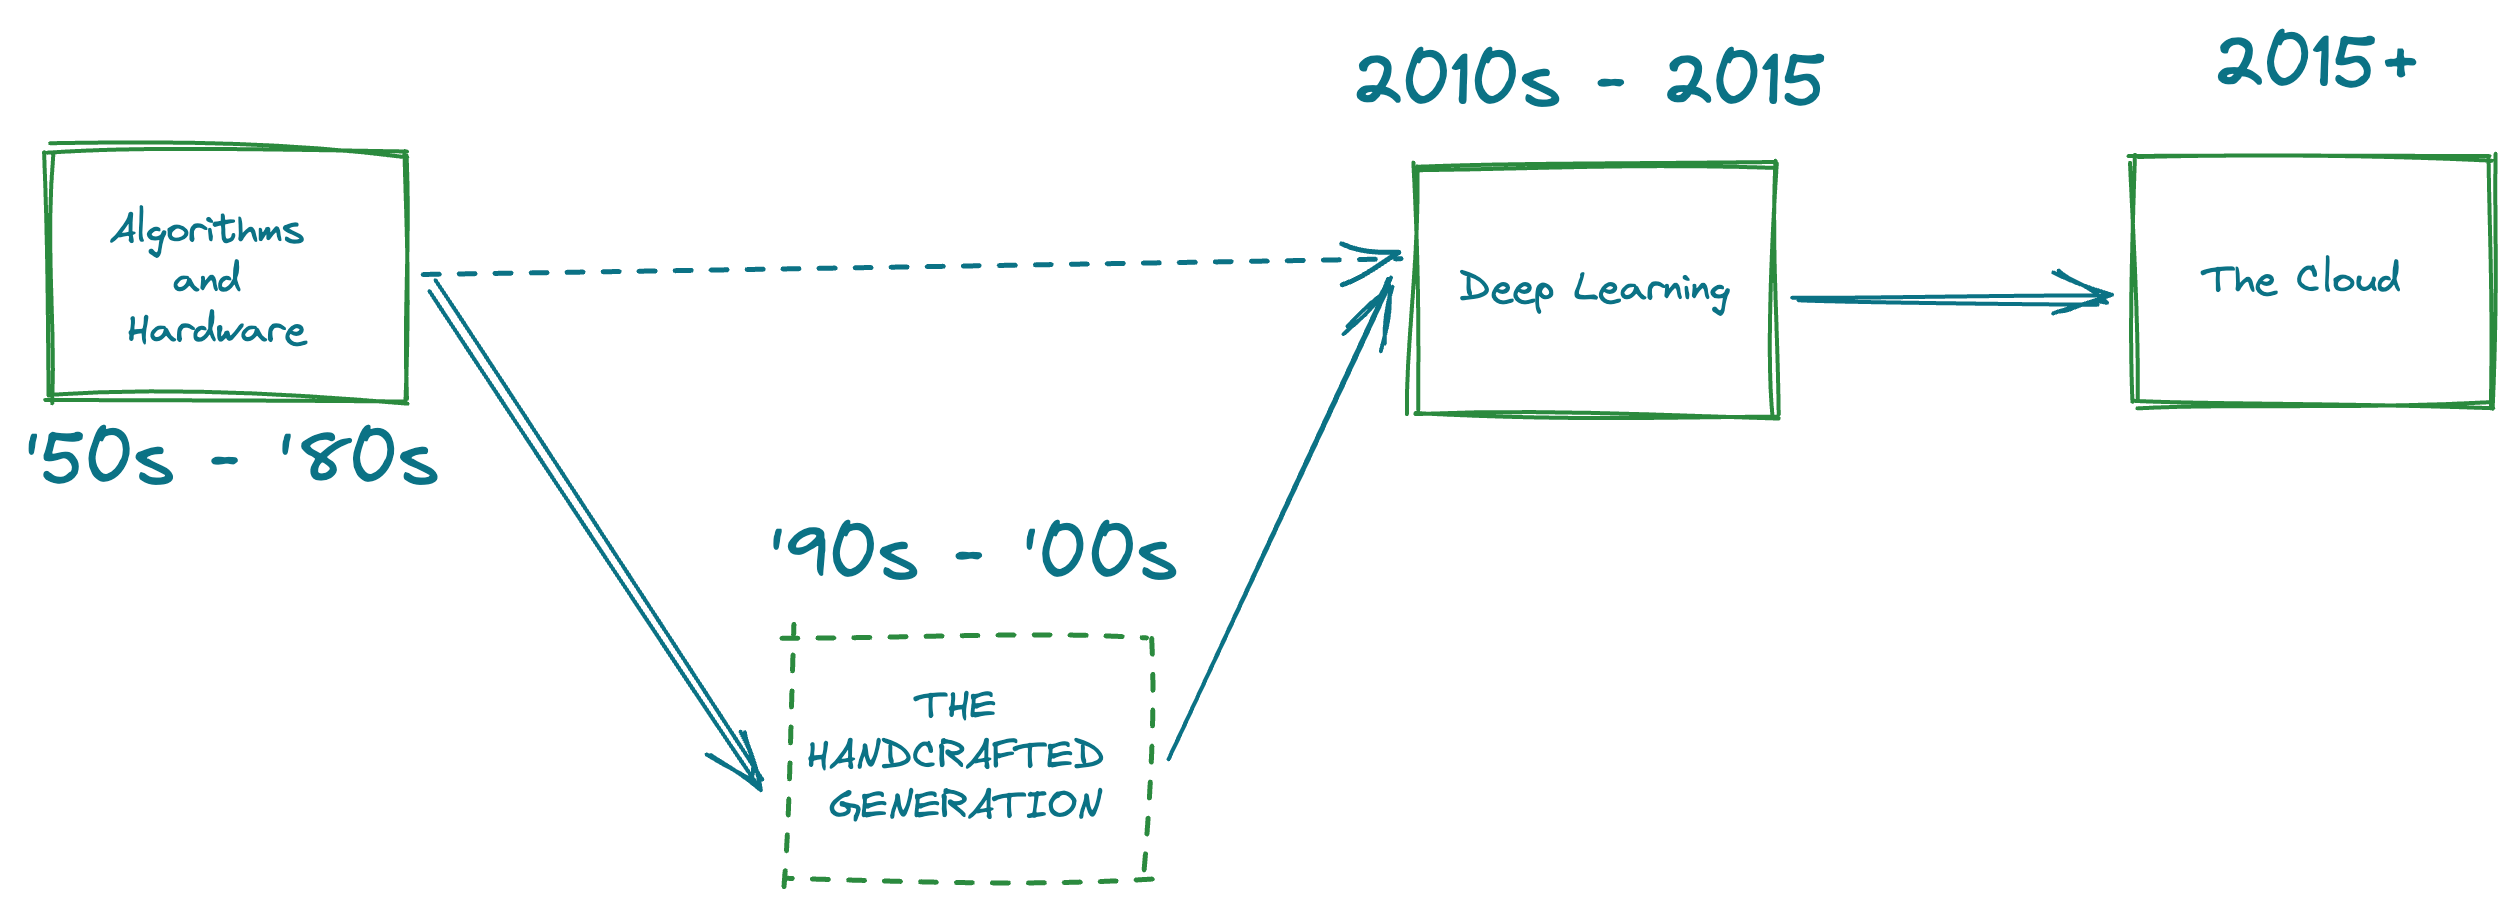 2010s - 2015
2015+
Algorithms
and
Hardware
'50s - '80s
Deep Learning
The Cloud
'90s - '00s
THE
HANDCRAFTED
GENERATION